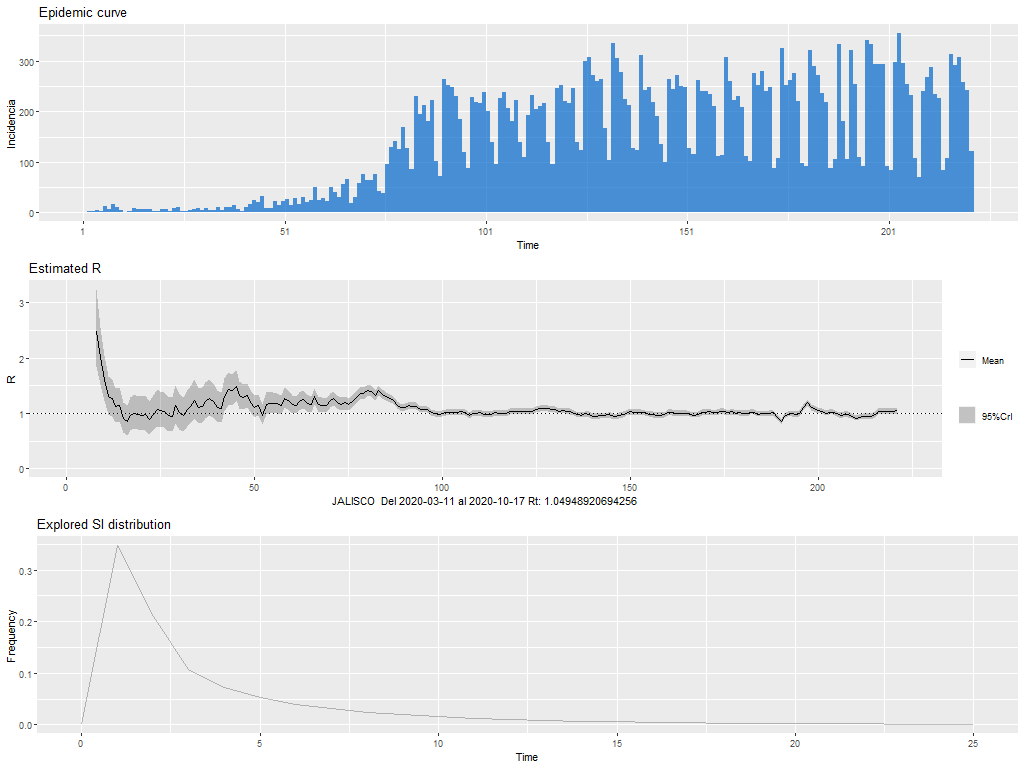 Epidemic curve
Incidencia
300
200
100
0
1 51 101 151 201
Time
Estimated R
R
3
2
1
0
Mean
95%CrI
0 50 100 150 200
JALISCO Del 2020-03-11 al 2020-10-17 Rt: 1.04948920694256
Explored SI distribution
Frequency
0.3
0.2
0.1
0.0
0 5 10 15 20 25
Time